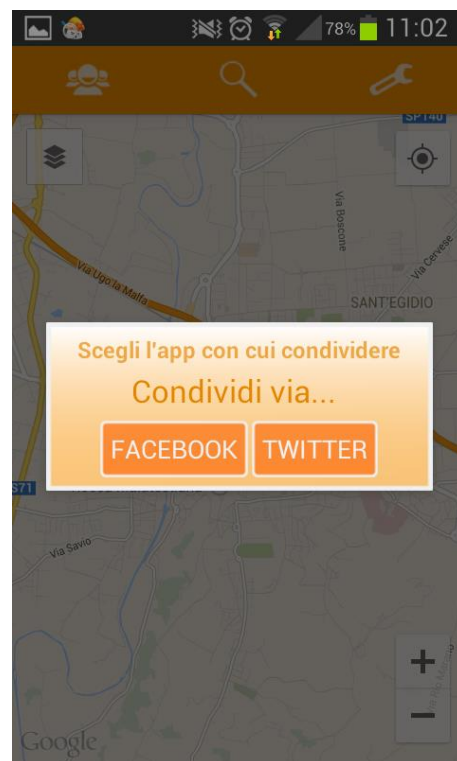 78% 11:02
SP140
Via Boscone
Via Cervese
Via Ugo la Malfa
SANT'EGIDIO
Scegli l'app con cui condividere
Condividi via...
FACEBOOK TWITTER
S71
Via Savio
+
−
Google